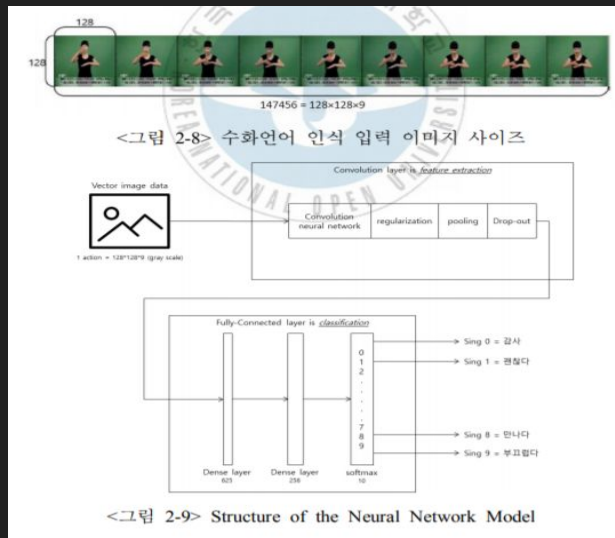 128
128
147456 = 128×128×9
<그림 2-8> 수화언어 인식 입력 이미지 사이즈
Convolution layer is feature extraction
Vector image data
Convolution neural network
regularization
pooling
Drop-out
1 action = 128*128*9 (gray scale)
Fully-Connected layer is classification
0
1
2
.
.
.
.
.
7
8
9
Sing 0 = 감사
Sing 1 = 괜찮다
Sing 8 = 만나다
Sing 9 = 부끄럽다
Dense layer
625
Dense layer
256
softmax
10
<그림 2-9> Structure of the Neural Network Model
NATIONAL OPEN